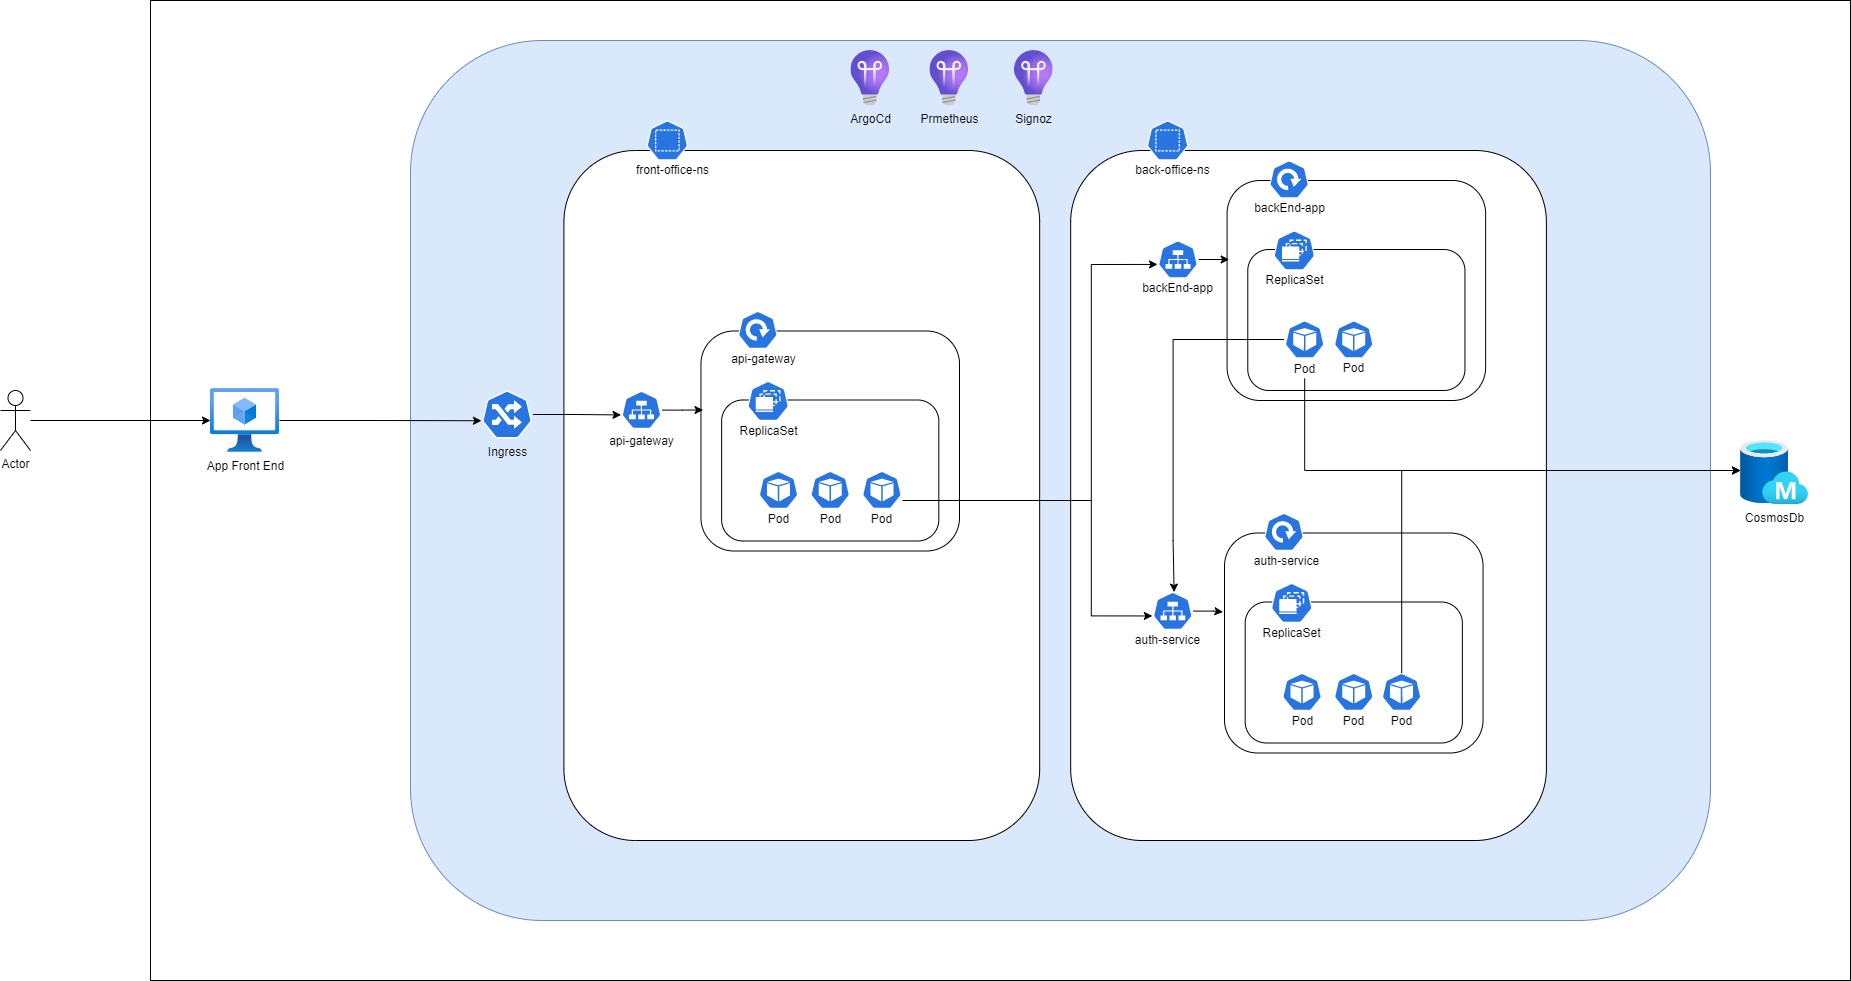 ArgoCd
Prmetheus
Signoz
front-office-ns
back-office-ns
backEnd-app
backEnd-app
ReplicaSet
Pod
Pod
api-gateway
ReplicaSet
api-gateway
Ingress
App Front End
Actor
Pod
Pod
Pod
CosmosDb
auth-service
ReplicaSet
auth-service
Pod
Pod
Pod
M